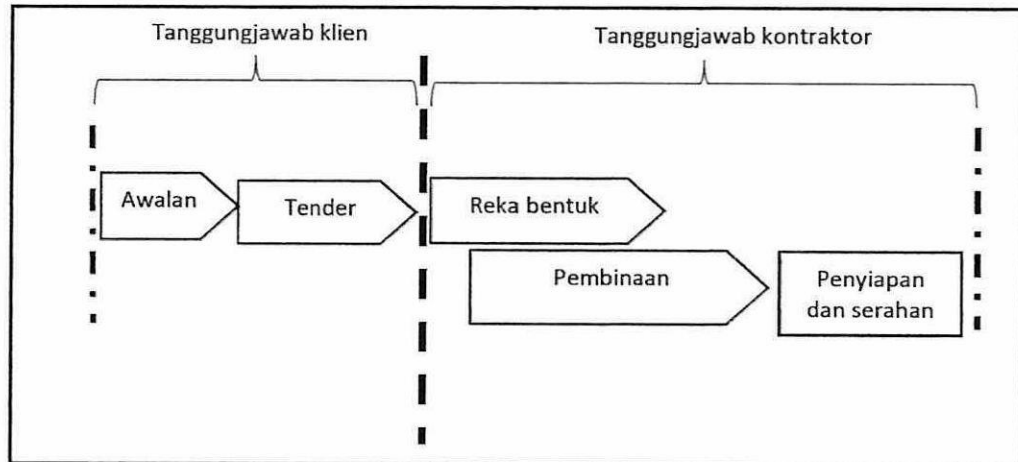 Tanggungjawab klien
Tanggungjawab kontraktor
Awalan
Tender
Reka bentuk
Pembinaan
Penyiapan
dan serahan